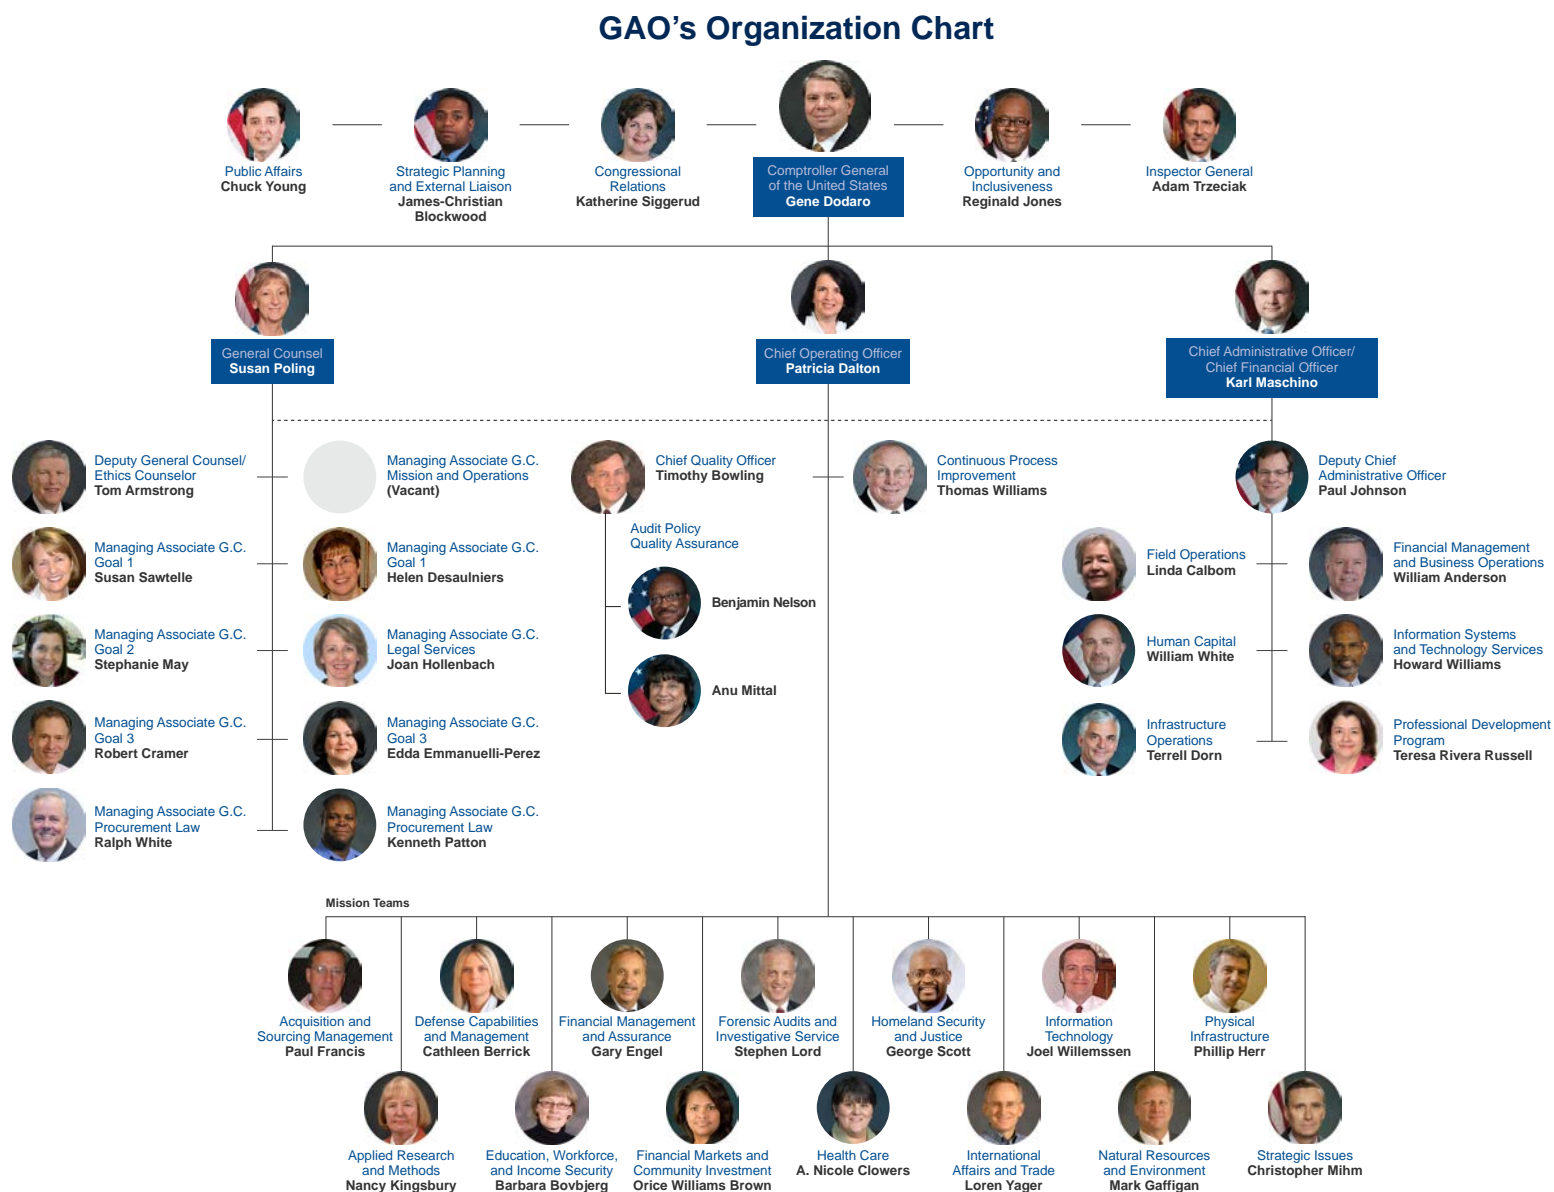 GAO’s Organization Chart
Public Affairs
Chuck Young
Strategic Planning
and External Liaison
James-Christian
Blockwood
Congressional
Relations
Katherine Siggerud
Comptroller General
of the United States
Gene Dodaro
Opportunity and
Inclusiveness
Reginald Jones
Inspector General
Adam Trzeciak
General Counsel
Susan Poling
Chief Operating Officer
Patricia Dalton
Chief Administrative Officer/
Chief Financial Officer
Karl Maschino
Deputy General Counsel/
Ethics Counselor
Tom Armstrong
Managing Associate G.C.
Mission and Operations
(Vacant)
Managing Associate G.C.
Goal 1
Susan Sawtelle
Managing Associate G.C.
Goal 1
Helen Desaulniers
Managing Associate G.C.
Goal 2
Stephanie May
Managing Associate G.C.
Legal Services
Joan Hollenbach
Managing Associate G.C.
Goal 3
Robert Cramer
Managing Associate G.C.
Goal 3
Edda Emmanuelli-Perez
Managing Associate G.C.
Procurement Law
Ralph White
Managing Associate G.C.
Procurement Law
Kenneth Patton
Chief Quality Officer
Timothy Bowling
Audit Policy
Quality Assurance
Benjamin Nelson
Anu Mittal
Continuous Process
Improvement
Thomas Williams
Deputy Chief
Administrative Officer
Paul Johnson
Field Operations
Linda Calbom
Financial Management
and Business Operations
William Anderson
Human Capital
William White
Information Systems
and Technology Services
Howard Williams
Infrastructure
Operations
Terrell Dorn
Professional Development
Program
Teresa Rivera Russell
Mission Teams
Acquisition and
Sourcing Management
Paul Francis
Defense Capabilities
and Management
Cathleen Berrick
Financial Management
and Assurance
Gary Engel
Forensic Audits and
Investigative Service
Stephen Lord
Homeland Security
and Justice
George Scott
Information
Technology
Joel Willemssen
Physical
Infrastructure
Phillip Herr
Applied Research
and Methods
Nancy Kingsbury
Education, Workforce,
and Income Security
Barbara Bovbjerg
Financial Markets and
Community Investment
Orice Williams Brown
Health Care
A. Nicole Clowers
International
Affairs and Trade
Loren Yager
Natural Resources
and Environment
Mark Gaffigan
Strategic Issues
Christopher Mihm